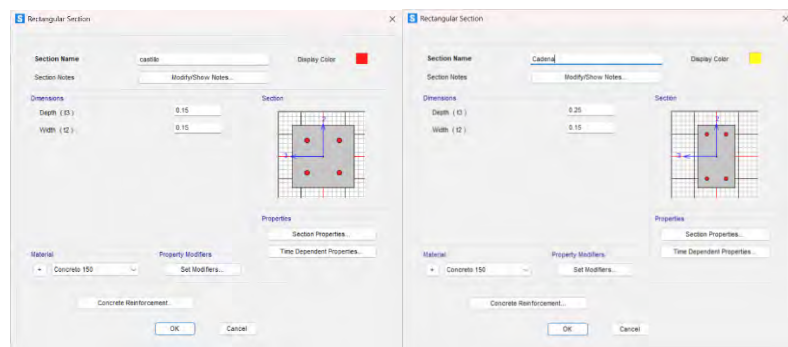 Rectangular Section
Section Name castillo Display Color
Section Notes Modify/Show Notes...
Dimensions
Section
Depth ( t3 ) 0.15
Width ( t2 ) 0.15
2
3
Properties
Section Properties...
Time Dependent Properties...
Material
Property Modifiers
+ Concreto 150 Set Modifiers...
Concrete Reinforcement...
OK Cancel
Rectangular Section
Section Name Cadena Display Color
Section Notes Modify/Show Notes...
Dimensions
Section
Depth ( t3 ) 0.25
Width ( t2 ) 0.15
2
3
Properties
Section Properties...
Time Dependent Properties...
Material
Property Modifiers
+ Concreto 150 Set Modifiers...
Concrete Reinforcement...
OK Cancel